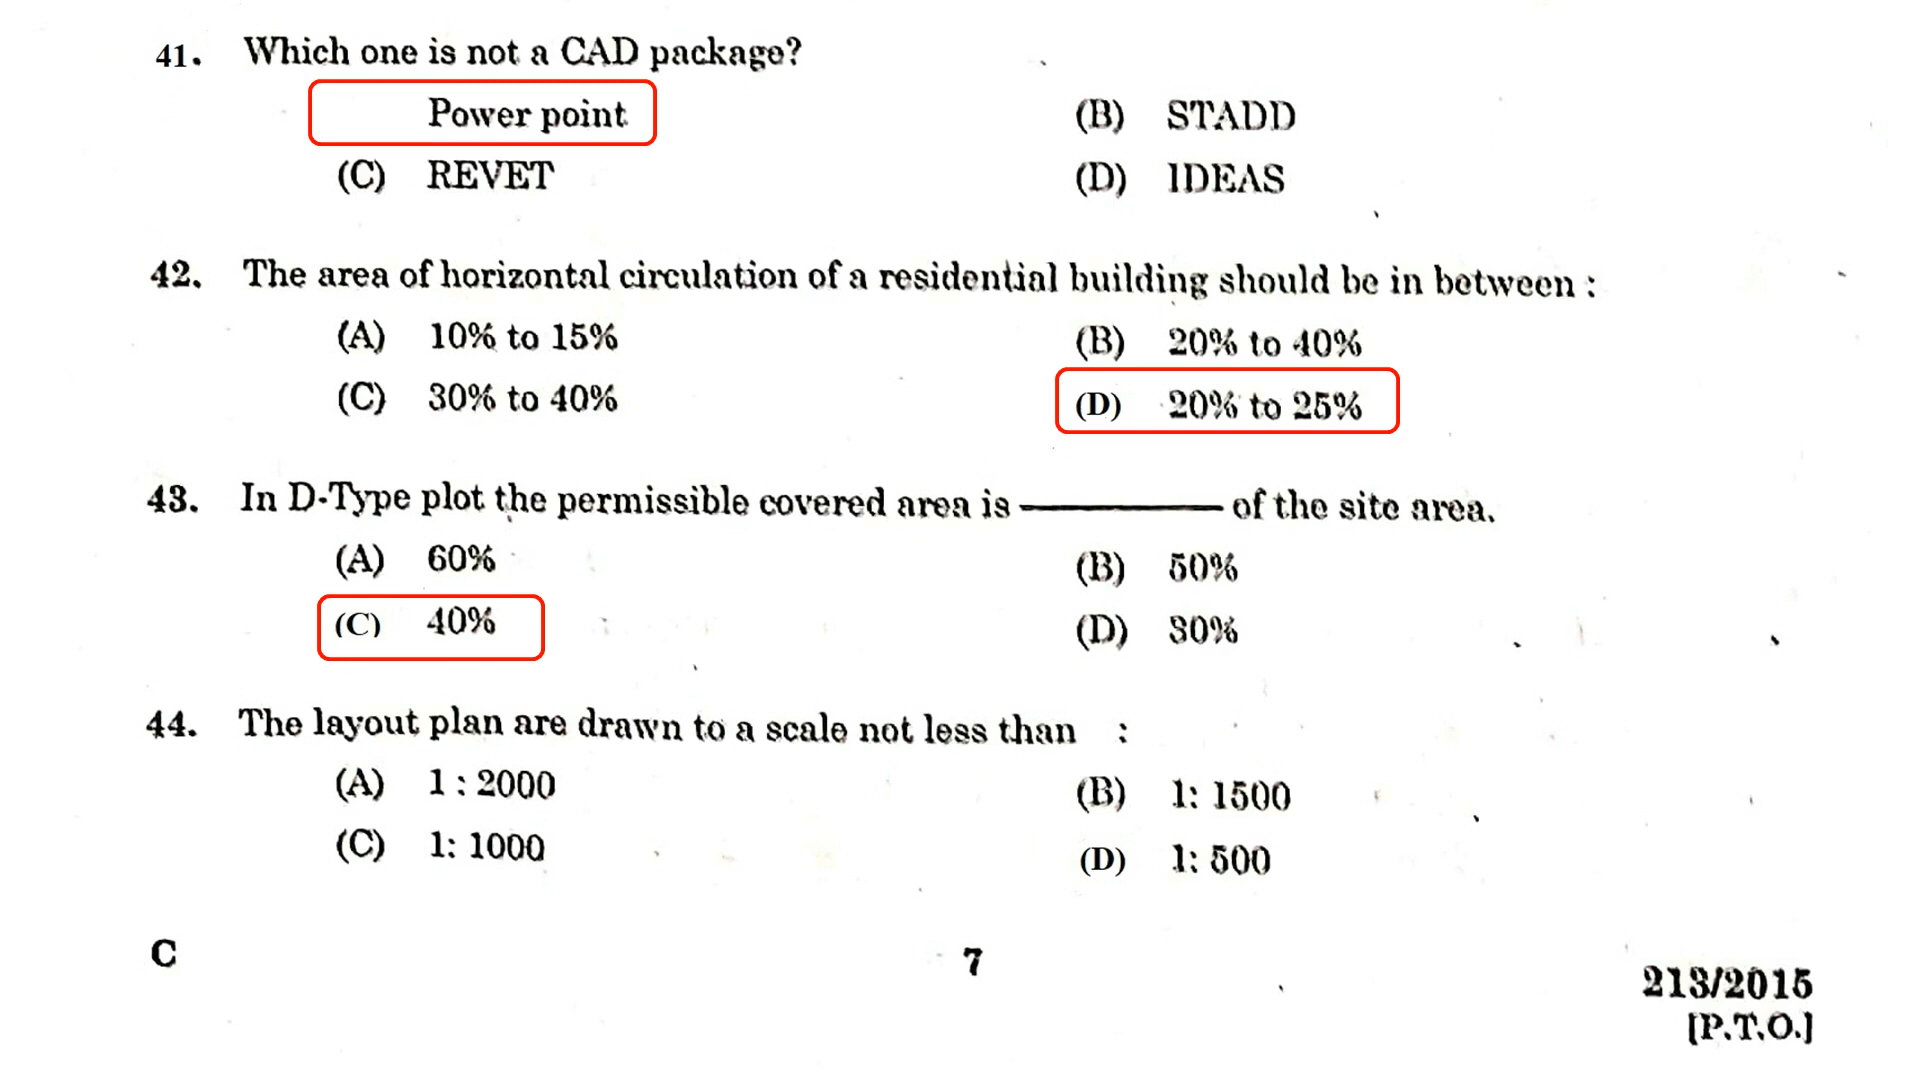 41. Which one is not a CAD package?
Power point (B) STADD
(C) REVET (D) IDEAS
42. The area of horizontal circulation of a residential building should be in between :
(A) 10% to 15% (B) 20% to 40%
(C) 30% to 40% (D) 20% to 25%
43. In D-Type plot the permissible covered area is ———— of the site area.
(A) 60% (B) 50%
(C) 40% (D) 30%
44. The layout plan are drawn to a scale not less than :
(A) 1 : 2000 (B) 1: 1500
(C) 1: 1000 (D) 1: 500
C 7 213/2015
[P.T.O.]